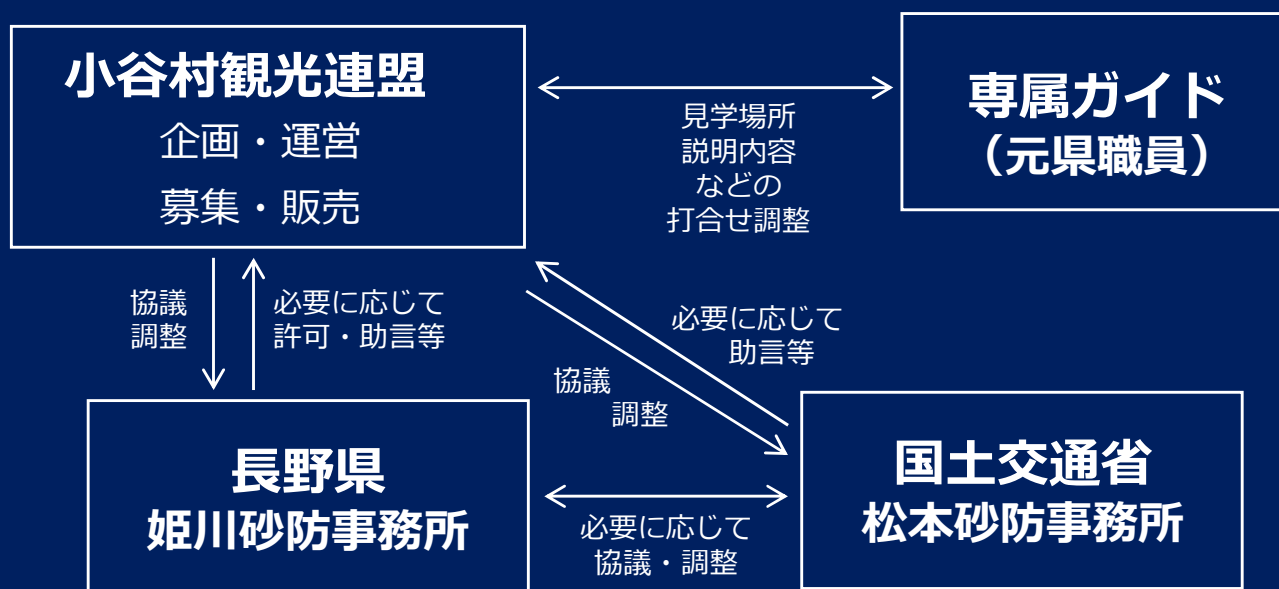 小谷村観光連盟
企画・運営
募集・販売
見学場所
説明内容
などの
打合せ調整
専属ガイド
（元県職員）
協議
調整
必要に応じて
許可・助言等
必要に応じて
助言等
協議
調整
長野県
姫川砂防事務所
必要に応じて
協議・調整
国土交通省
松本砂防事務所